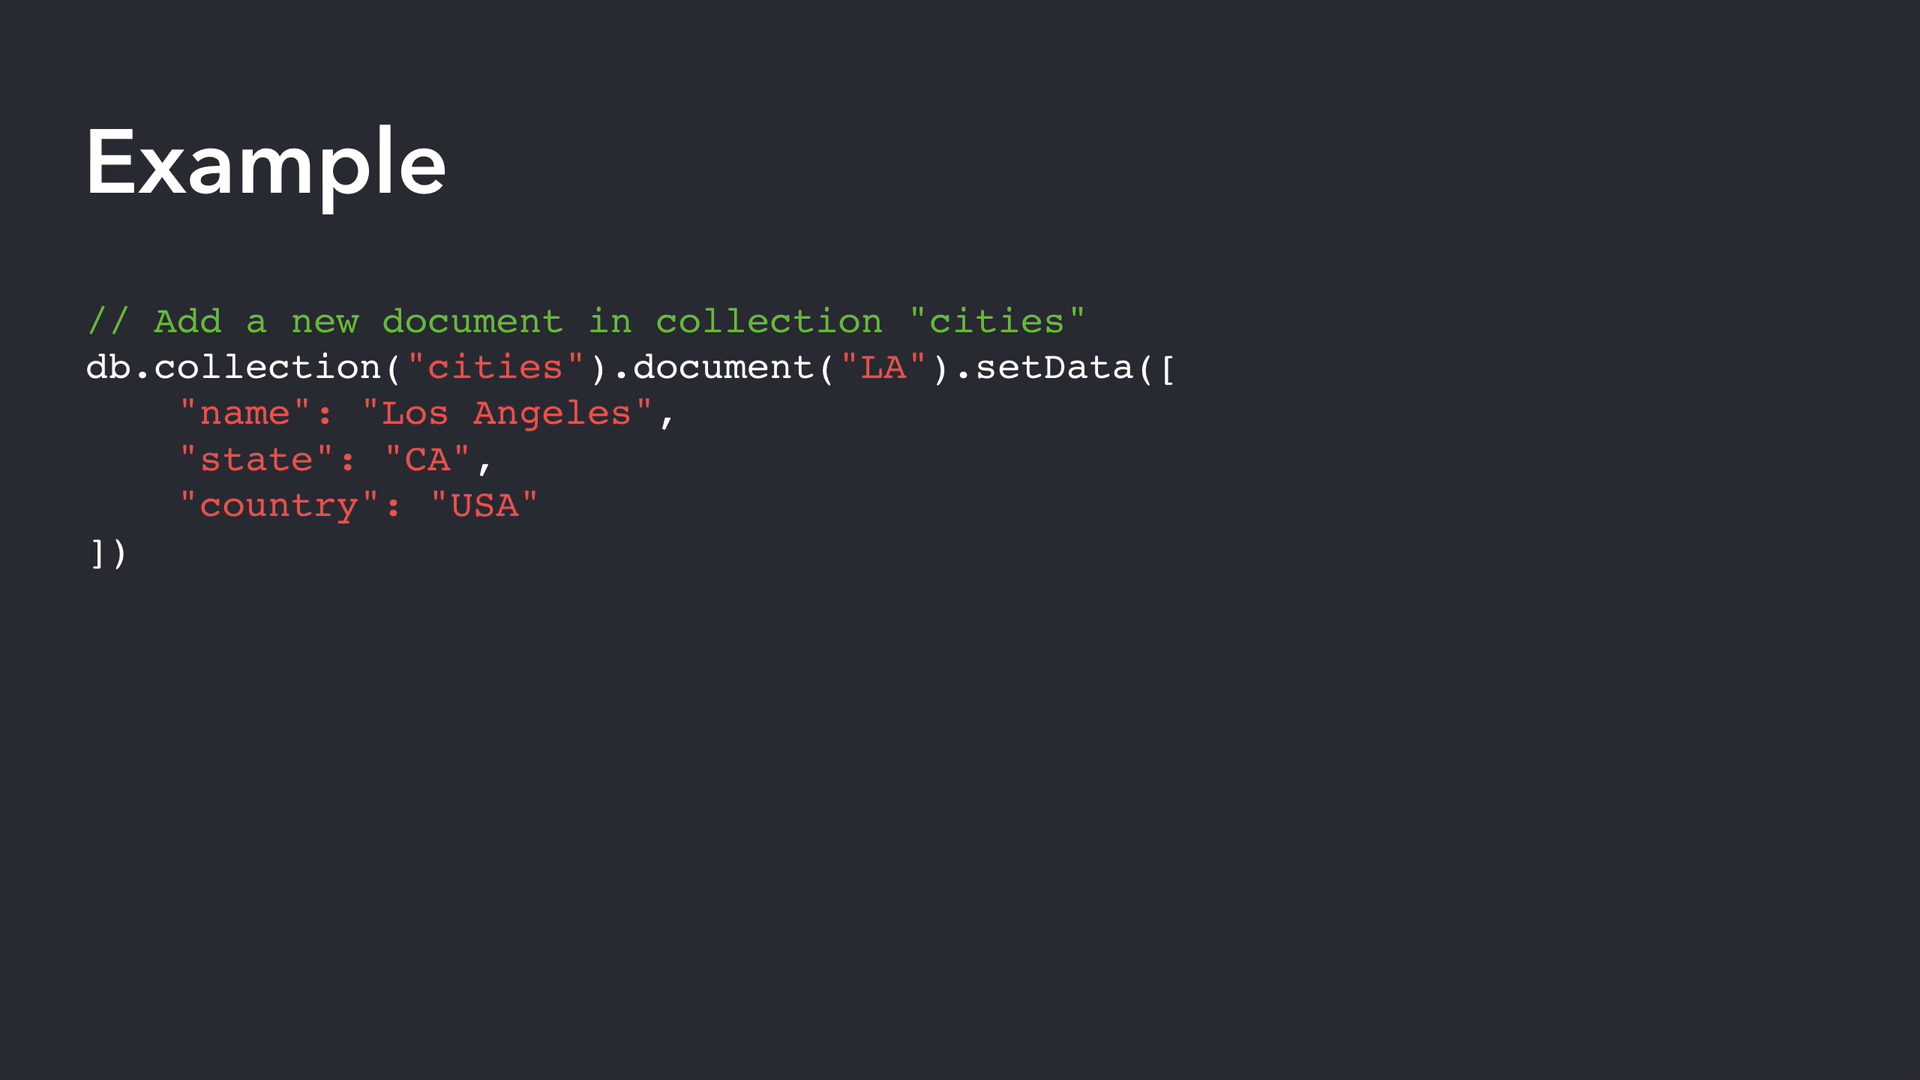 Example
// Add a new document in collection "cities"
db.collection("cities").document("LA").setData([
    "name": "Los Angeles",
    "state": "CA",
    "country": "USA"
])